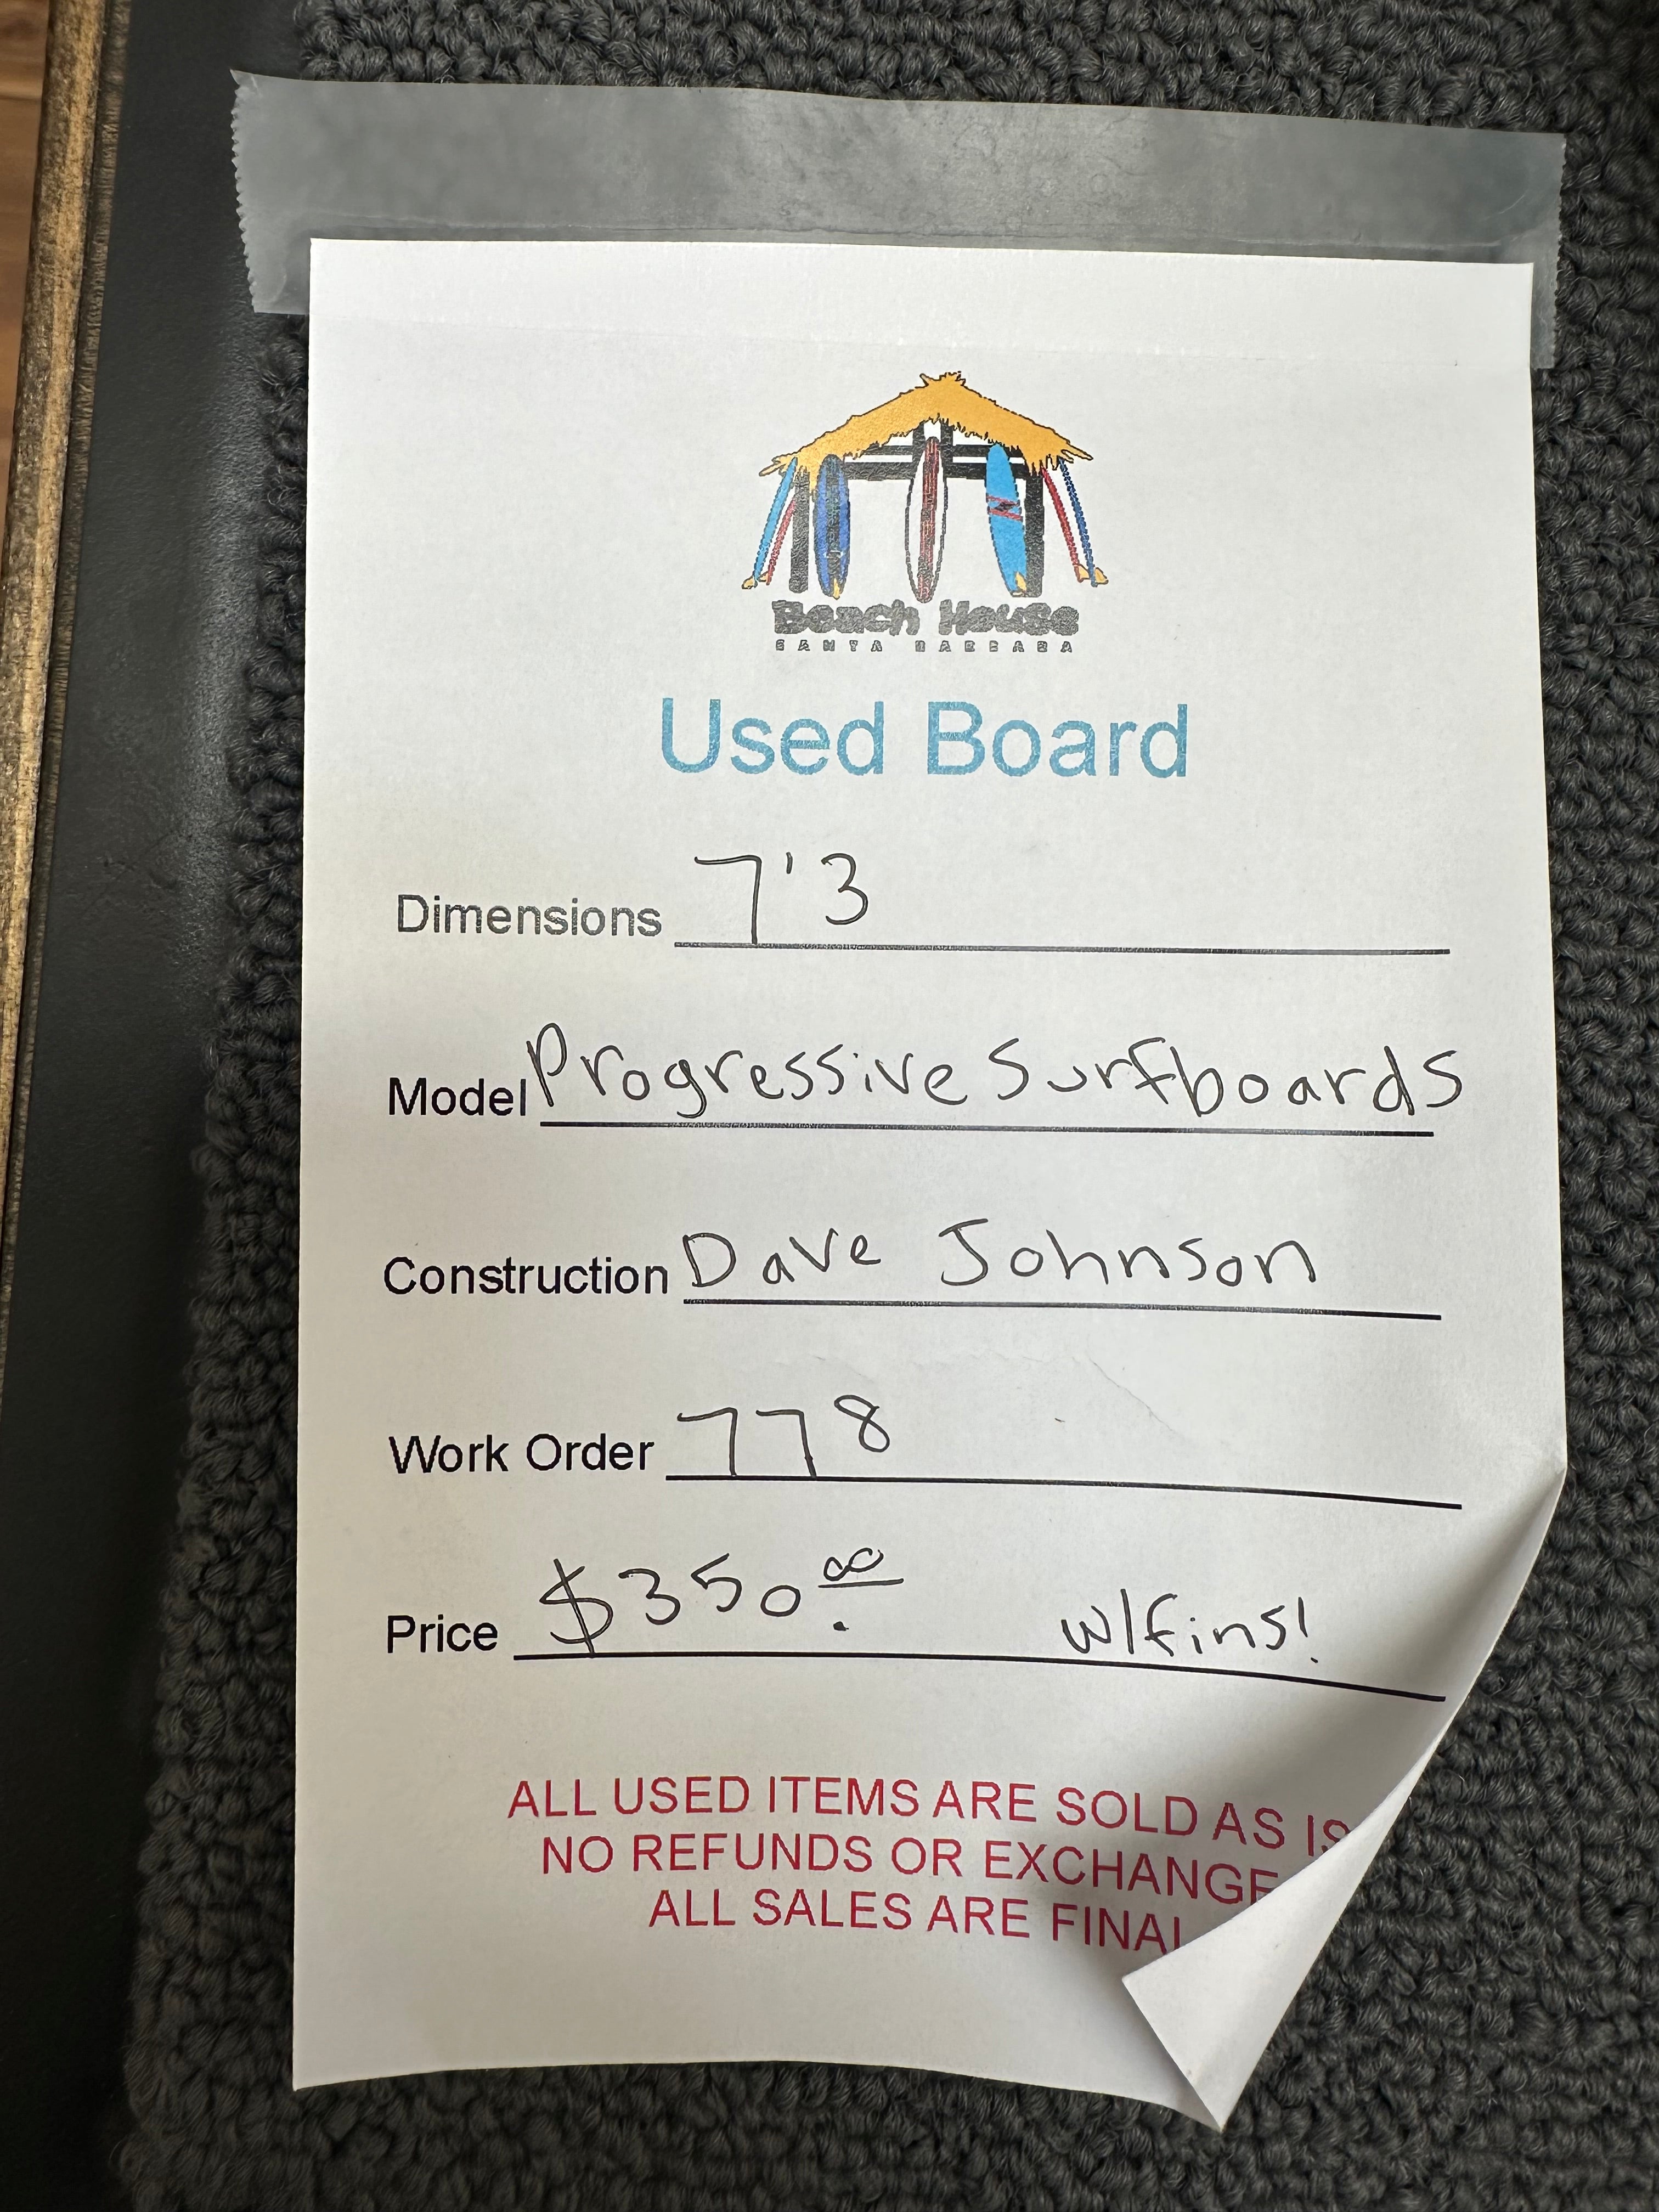 Beach House
SANTA BARBARA
Used Board
Dimensions 7'3
Model Progressive Surfboards
Construction Dave Johnson
Work Order 778
Price $350.00 w/fins!
ALL USED ITEMS ARE SOLD AS IS
NO REFUNDS OR EXCHANGE
ALL SALES ARE FINAL